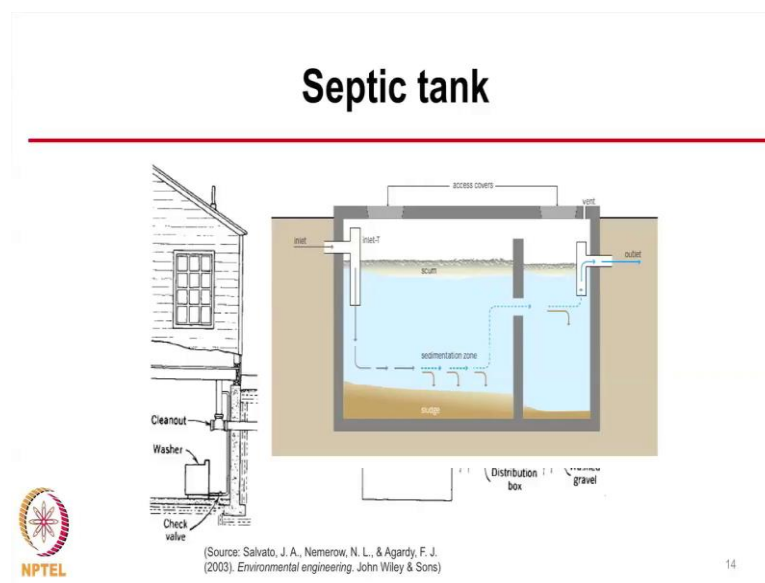 Septic tank
access covers
vent
inlet
inlet-T
outlet
scum
sedimentation zone
sludge
Cleanout
Washer
Distribution
box
gravel
Check
valve
(Source: Salvato, J. A., Nemerow, N. L., & Agardy, F. J.
(2003). Environmental engineering. John Wiley & Sons)
NPTEL
14